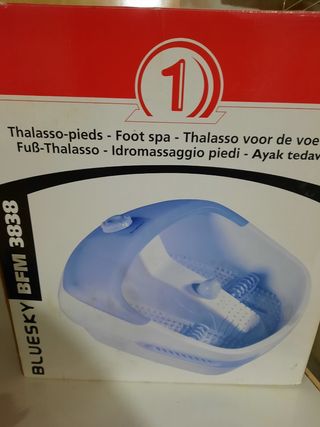 1
Thalasso-pieds - Foot spa - Thalasso voor de voe
Fuß-Thalasso - Idromassaggio piedi - Ayak tedav
BLUESKY BFM 3838